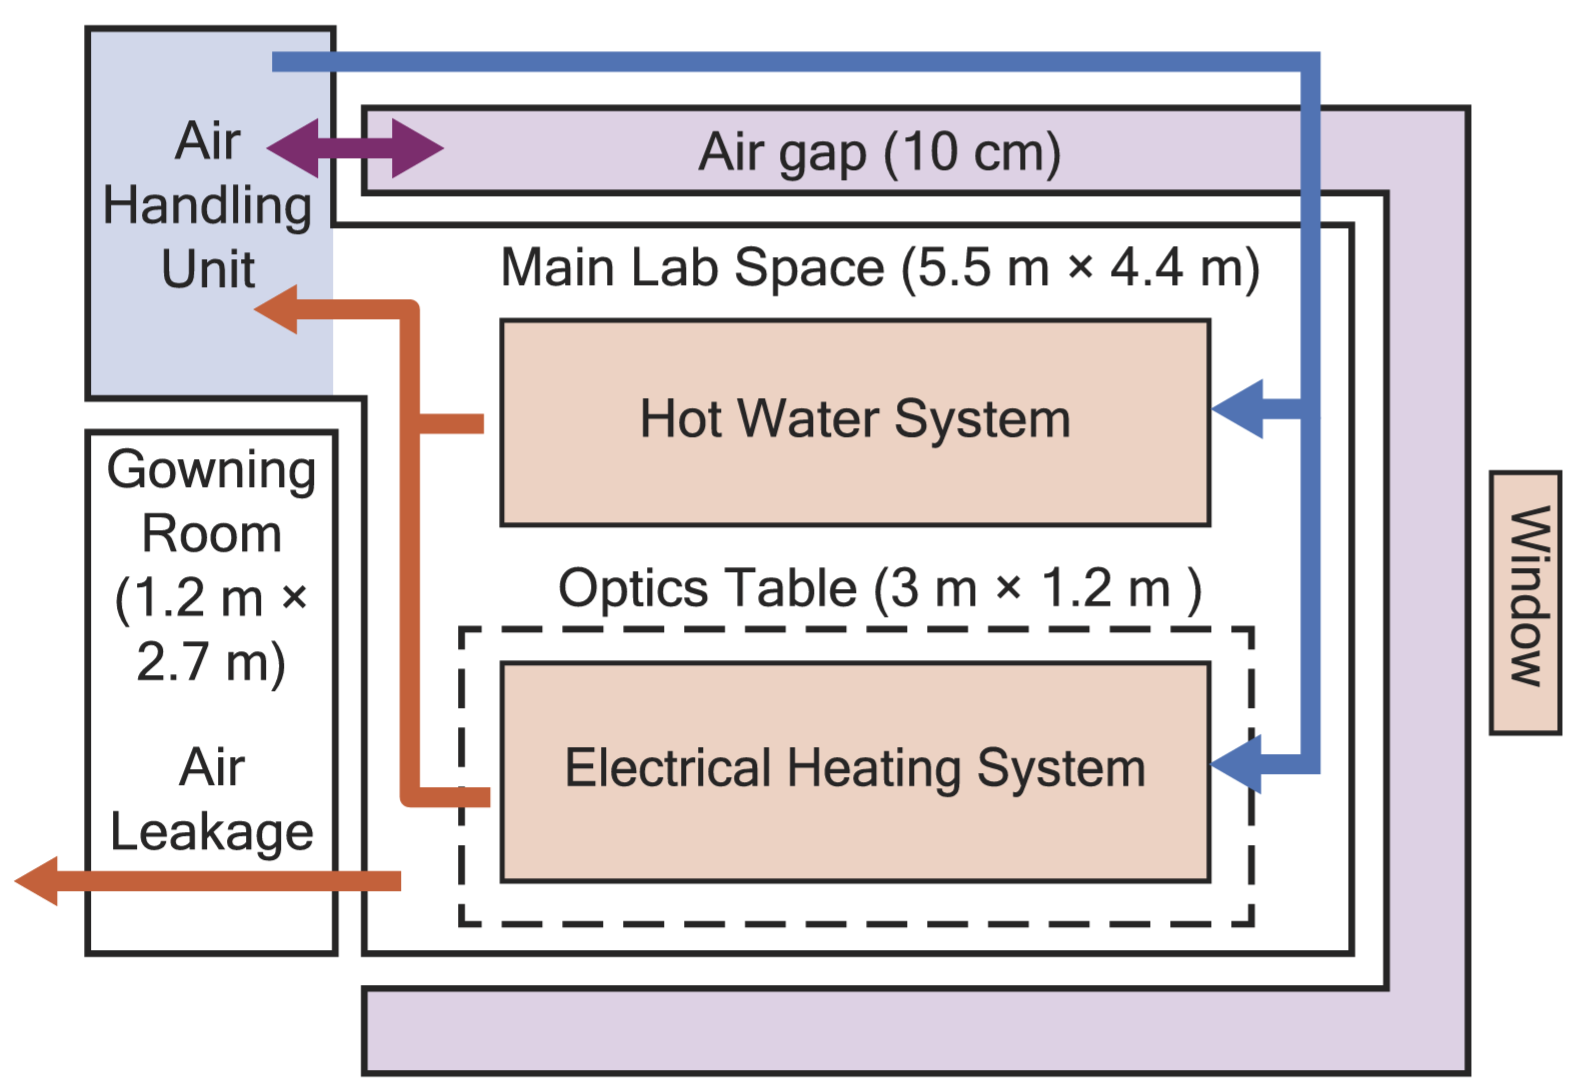 Air
Handling
Unit
Air gap (10 cm)
Main Lab Space (5.5 m × 4.4 m)
Hot Water System
Gowning
Room
(1.2 m ×
2.7 m)
Air
Leakage
Optics Table (3 m × 1.2 m )
Electrical Heating System
Window